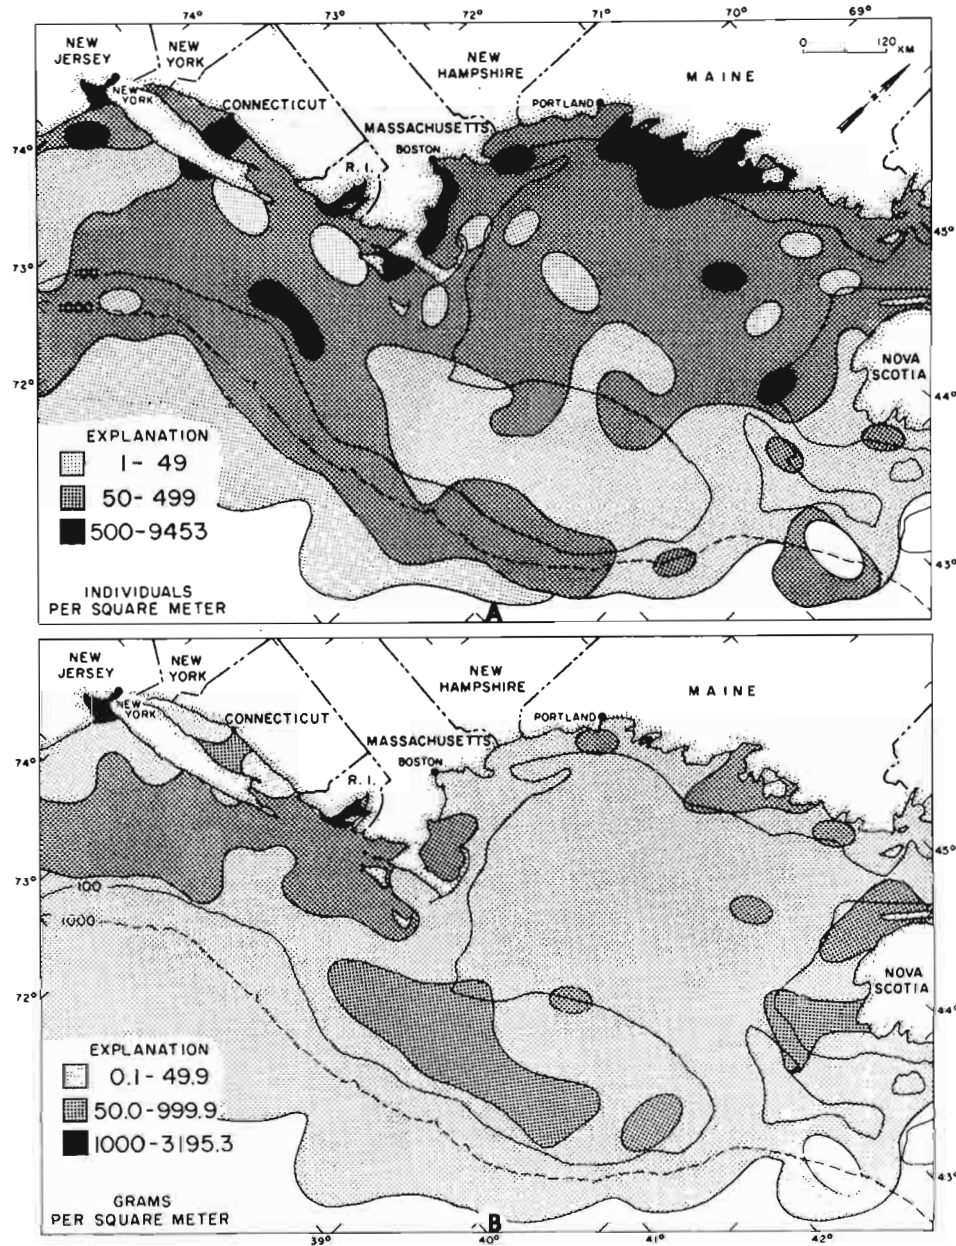 70° 72° 71° 70° 69°
NEW
JERSEY
NEW
YORK
NEW
YORK
CONNECTICUT
R.I.
MASSACHUSETTS
BOSTON
NEW
HAMPSHIRE
PORTLAND
MAINE
0 120 KM
74°
73°
72°
100
1000
45°
44°
43°
NOVA
SCOTIA
EXPLANATION
1-49
50-499
500-9453
INDIVIDUALS
PER SQUARE METER
A
NEW
JERSEY
NEW
YORK
NEW
YORK
CONNECTICUT
R.I.
MASSACHUSETTS
BOSTON
NEW
HAMPSHIRE
PORTLAND
MAINE
74°
73°
72°
100
1000
45°
44°
43°
NOVA
SCOTIA
EXPLANATION
0.1-49.9
50.0-999.9
1000-3195.3
GRAMS
PER SQUARE METER
B
39° 40° 41° 42°